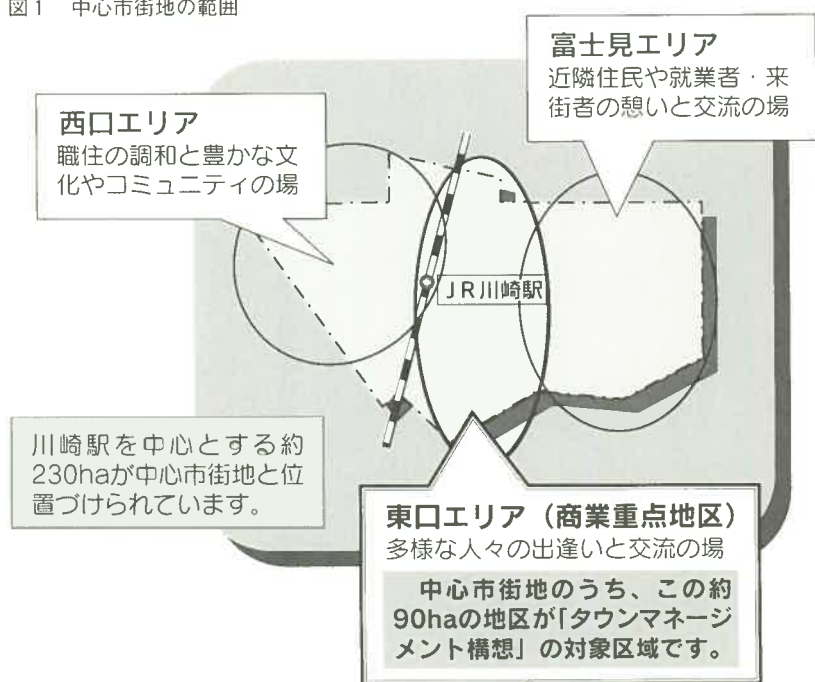 図1 中心市街地の範囲
富士見エリア
近隣住民や就業者・来
街者の憩いと交流の場
西口エリア
職住の調和と豊かな文
化やコミュニティの場
JR川崎駅
川崎駅を中心とする約
230haが中心市街地と位
置づけられています。
東口エリア（商業重点地区）
多様な人々の出逢いと交流の場
中心市街地のうち、この約
90haの地区が「タウンマネージ
メント構想」の対象区域です。